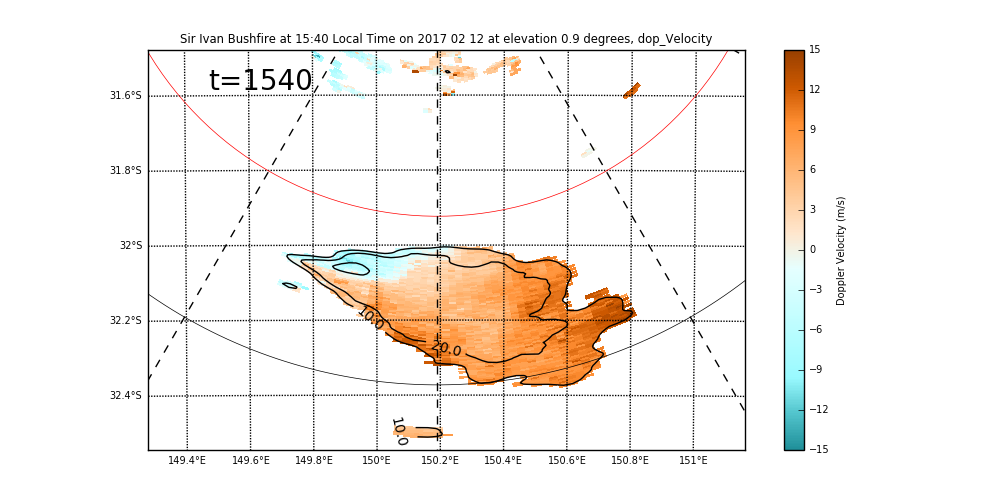 Sir Ivan Bushfire at 15:40 Local Time on 2017 02 12 at elevation 0.9 degrees, dop_Velocity
t=1540
31.6°S
31.8°S
32°S
32.2°S
32.4°S
10.0
20.0
10.0
149.4°E 149.6°E 149.8°E 150°E 150.2°E 150.4°E 150.6°E 150.8°E 151°E
15
12
9
6
3
0
−3
−6
−9
−12
−15
Doppler Velocity (m/s)